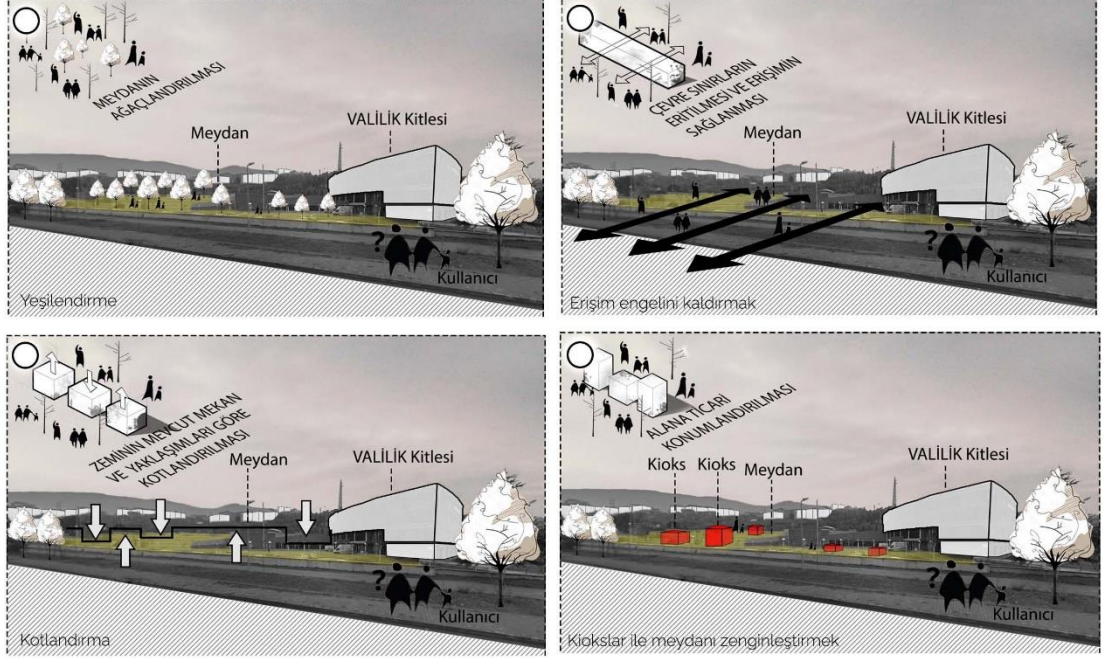 MEYDANIN
AĞAÇLANDIRILMASI
Meydan
VALİLİK Kitlesi
?
Kullanıcı
Yeşilendirme
ÇEVRE SINIRLARIN
ERİTİLMESİ VE ERİŞİMİN
SAĞLANMASI
Meydan
VALİLİK Kitlesi
?
Kullanıcı
Erişim engelini kaldırmak
ZEMİNİN MEVCUT MEKAN
VE YAKLAŞIMLARI GÖRE
KOTLANDIRILMASI
Meydan
VALİLİK Kitlesi
?
Kullanıcı
Kotlandırma
ALANA TİCARİ
KONUMLANDIRILMASI
Kioks
Kioks
Meydan
VALİLİK Kitlesi
?
Kullanıcı
Kiokslar ile meydanı zenginleştirmek